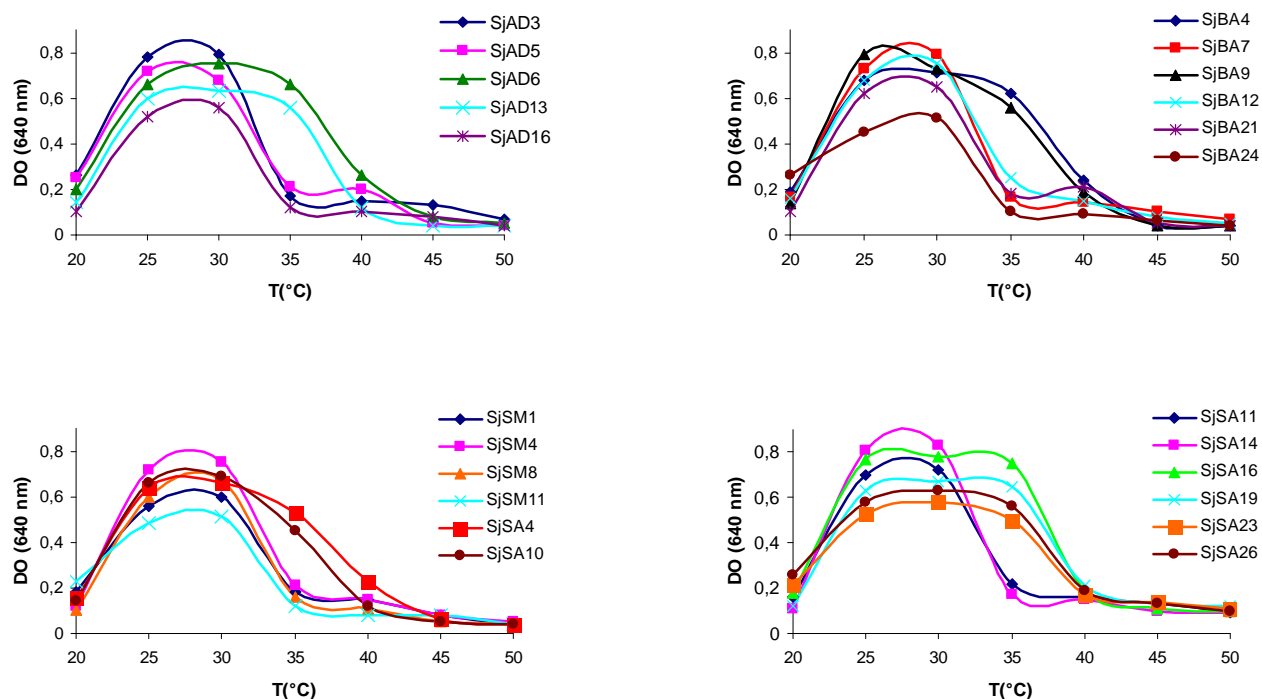 SjAD3
SjAD5
SjAD6
SjAD13
SjAD16
DO (640 nm)
0,8
0,6
0,4
0,2
0
20 25 30 35 40 45 50
T(°C)
SjBA4
SjBA7
SjBA9
SjBA12
SjBA21
SjBA24
DO (640 nm)
0,8
0,6
0,4
0,2
0
20 25 30 35 40 45 50
T(°C)
SjSM1
SjSM4
SjSM8
SjSM11
SjSA4
SjSA10
DO (640 nm)
0,8
0,6
0,4
0,2
0
20 25 30 35 40 45 50
T(°C)
SjSA11
SjSA14
SjSA16
SjSA19
SjSA23
SjSA26
DO (640 nm)
0,8
0,6
0,4
0,2
0
20 25 30 35 40 45 50
T(°C)